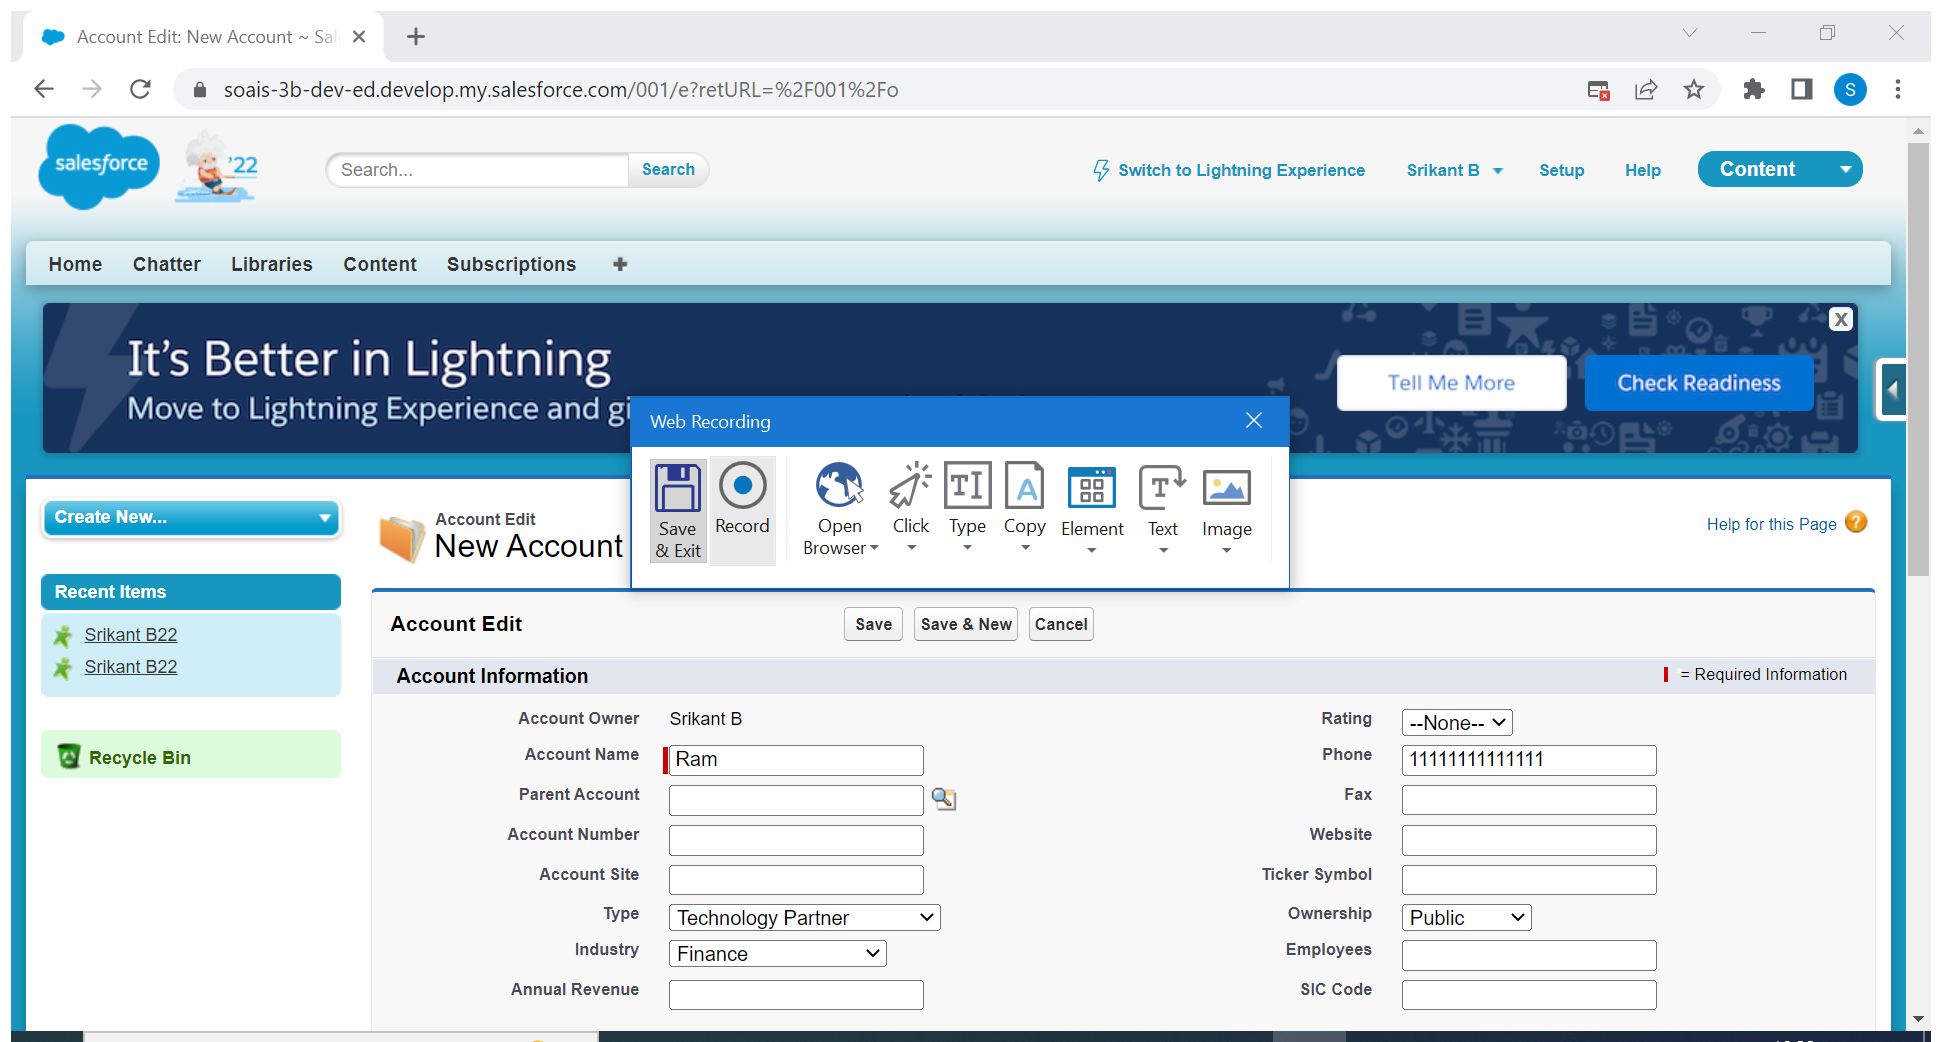 Account Edit: New Account ~ Sal
soais-3b-dev-ed.develop.my.salesforce.com/001/e?retURL=%2F001%2Fo
S
salesforce
'22
Search...
Search
Switch to Lightning Experience
Srikant B
Setup
Help
Content
Home Chatter Libraries Content Subscriptions +
It's Better in Lightning
Move to Lightning Experience and gi
Tell Me More
Check Readiness
X
Web Recording
Save
& Exit
Record
Open
Browser
Click
Type
Copy
Element
Text
Image
Create New...
Account Edit
New Account
Help for this Page ?
Recent Items
Srikant B22
Srikant B22
Recycle Bin
Account Edit
Save
Save & New
Cancel
Account Information
= Required Information
Account Owner Srikant B
Rating --None--
Account Name Ram
Phone 11111111111111
Parent Account
Fax
Account Number
Website
Account Site
Ticker Symbol
Type Technology Partner
Ownership Public
Industry Finance
Employees
Annual Revenue
SIC Code